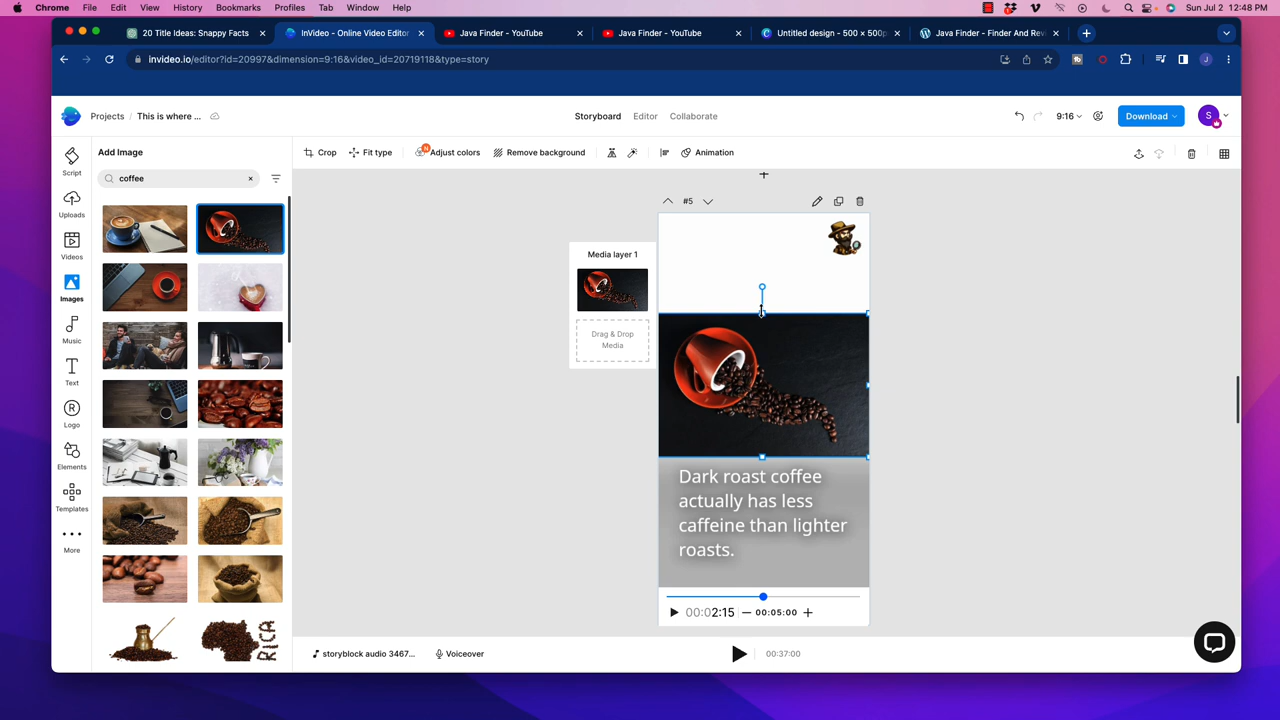 Chrome File Edit View History Bookmarks Profiles Tab Window Help Sun Jul 2 12:48 PM
20 Title Ideas: Snappy Facts InVideo - Online Video Editor Java Finder - YouTube Java Finder - YouTube Untitled design - 500 × 500p Java Finder - Finder And Revi
invideo.io/editor?id=20997&dimension=9:16&video_id=20719118&type=story
Projects This is where ... Storyboard Editor Collaborate 9:16 Download S
Script
Uploads
Videos
Images
Music
Text
Logo
Elements
Templates
More
Add Image
coffee
Crop Fit type N Adjust colors Remove background Animation
#5
Media layer 1
Drag & Drop
Media
Dark roast coffee
actually has less
caffeine than lighter
roasts.
00:02:15 00:05:00
RICA
storyblock audio 3467... Voiceover 00:37:00